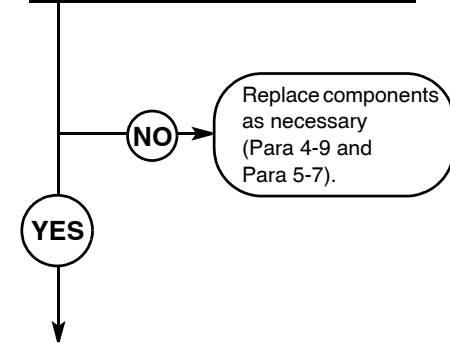 Replace components
as necessary
(Para 4-9 and
Para 5-7).
NO
YES